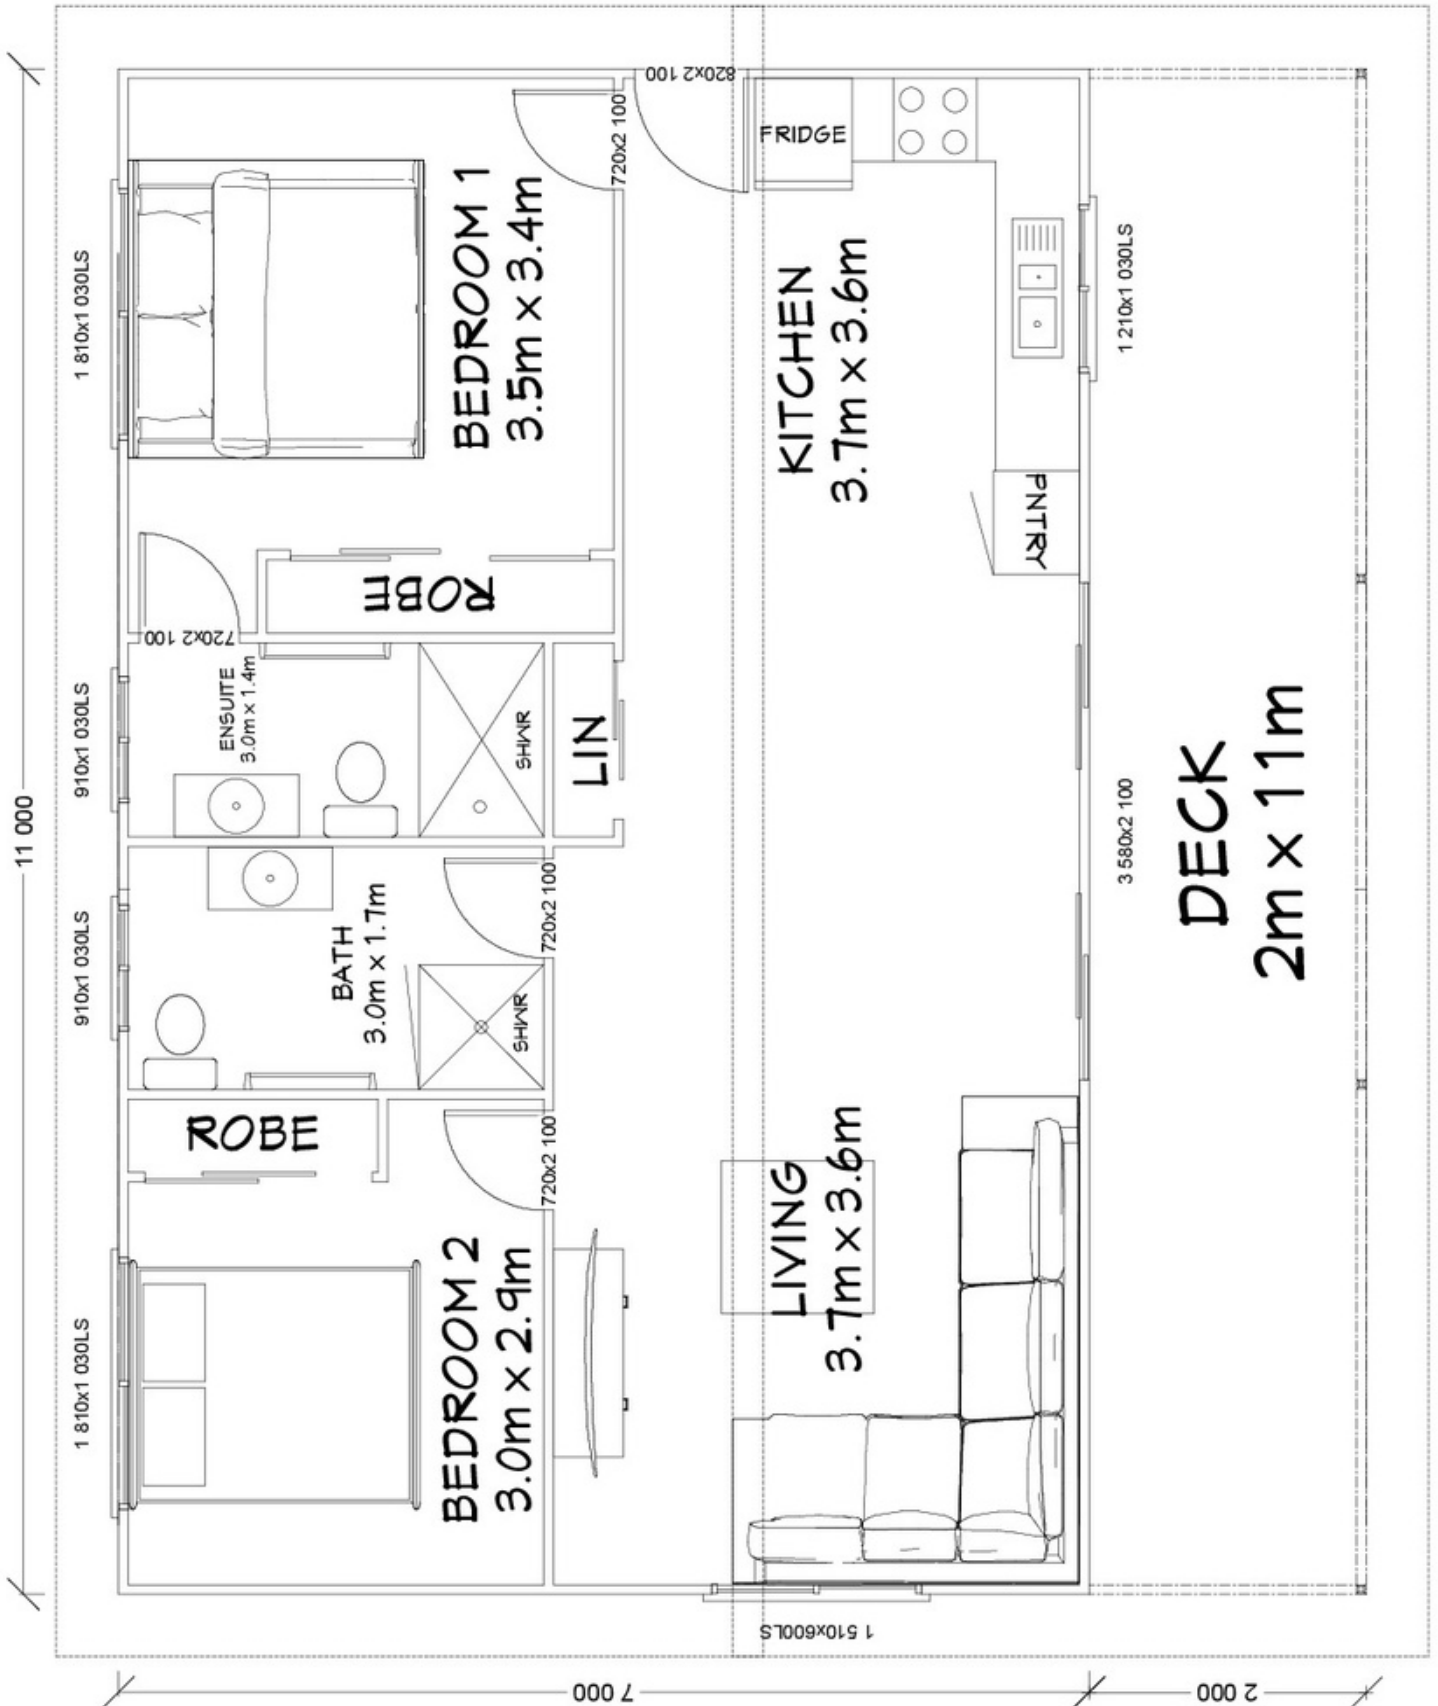 820x2 100
720x2 100
FRIDGE
BEDROOM 1
3.5m x 3.4m
1 810x1 030LS
KITCHEN
3.7m x 3.6m
1 210x1 030LS
PNTRY
ROBE
720x2 100
ENSUITE
3.0m x 1.4m
910x1 030LS
SHWR
LIN
11 000
3 580x2 100
DECK
2m x 11m
720x2 100
BATH
3.0m x 1.7m
910x1 030LS
SHWR
ROBE
720x2 100
LIVING
3.7m x 3.6m
BEDROOM 2
3.0m x 2.9m
1 810x1 030LS
1 510x600LS
7 000
2 000